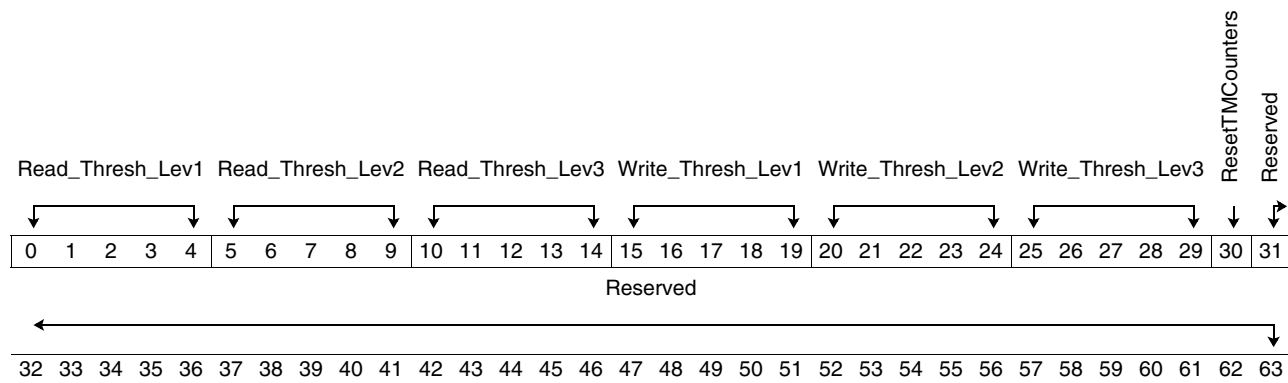 ResetTMCounters
Reserved
Read_Thresh_Lev1 Read_Thresh_Lev2 Read_Thresh_Lev3 Write_Thresh_Lev1 Write_Thresh_Lev2 Write_Thresh_Lev3
0 1 2 3 4 5 6 7 8 9 10 11 12 13 14 15 16 17 18 19 20 21 22 23 24 25 26 27 28 29 30 31
Reserved
32 33 34 35 36 37 38 39 40 41 42 43 44 45 46 47 48 49 50 51 52 53 54 55 56 57 58 59 60 61 62 63